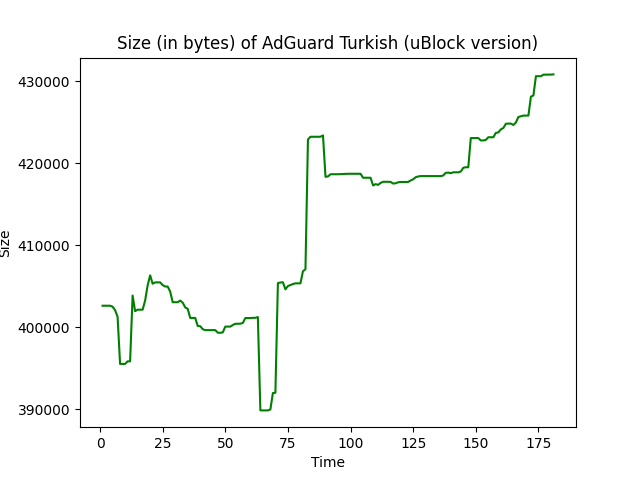 Size (in bytes) of AdGuard Turkish (uBlock version)
430000
420000
410000
400000
390000
Size
0 25 50 75 100 125 150 175
Time